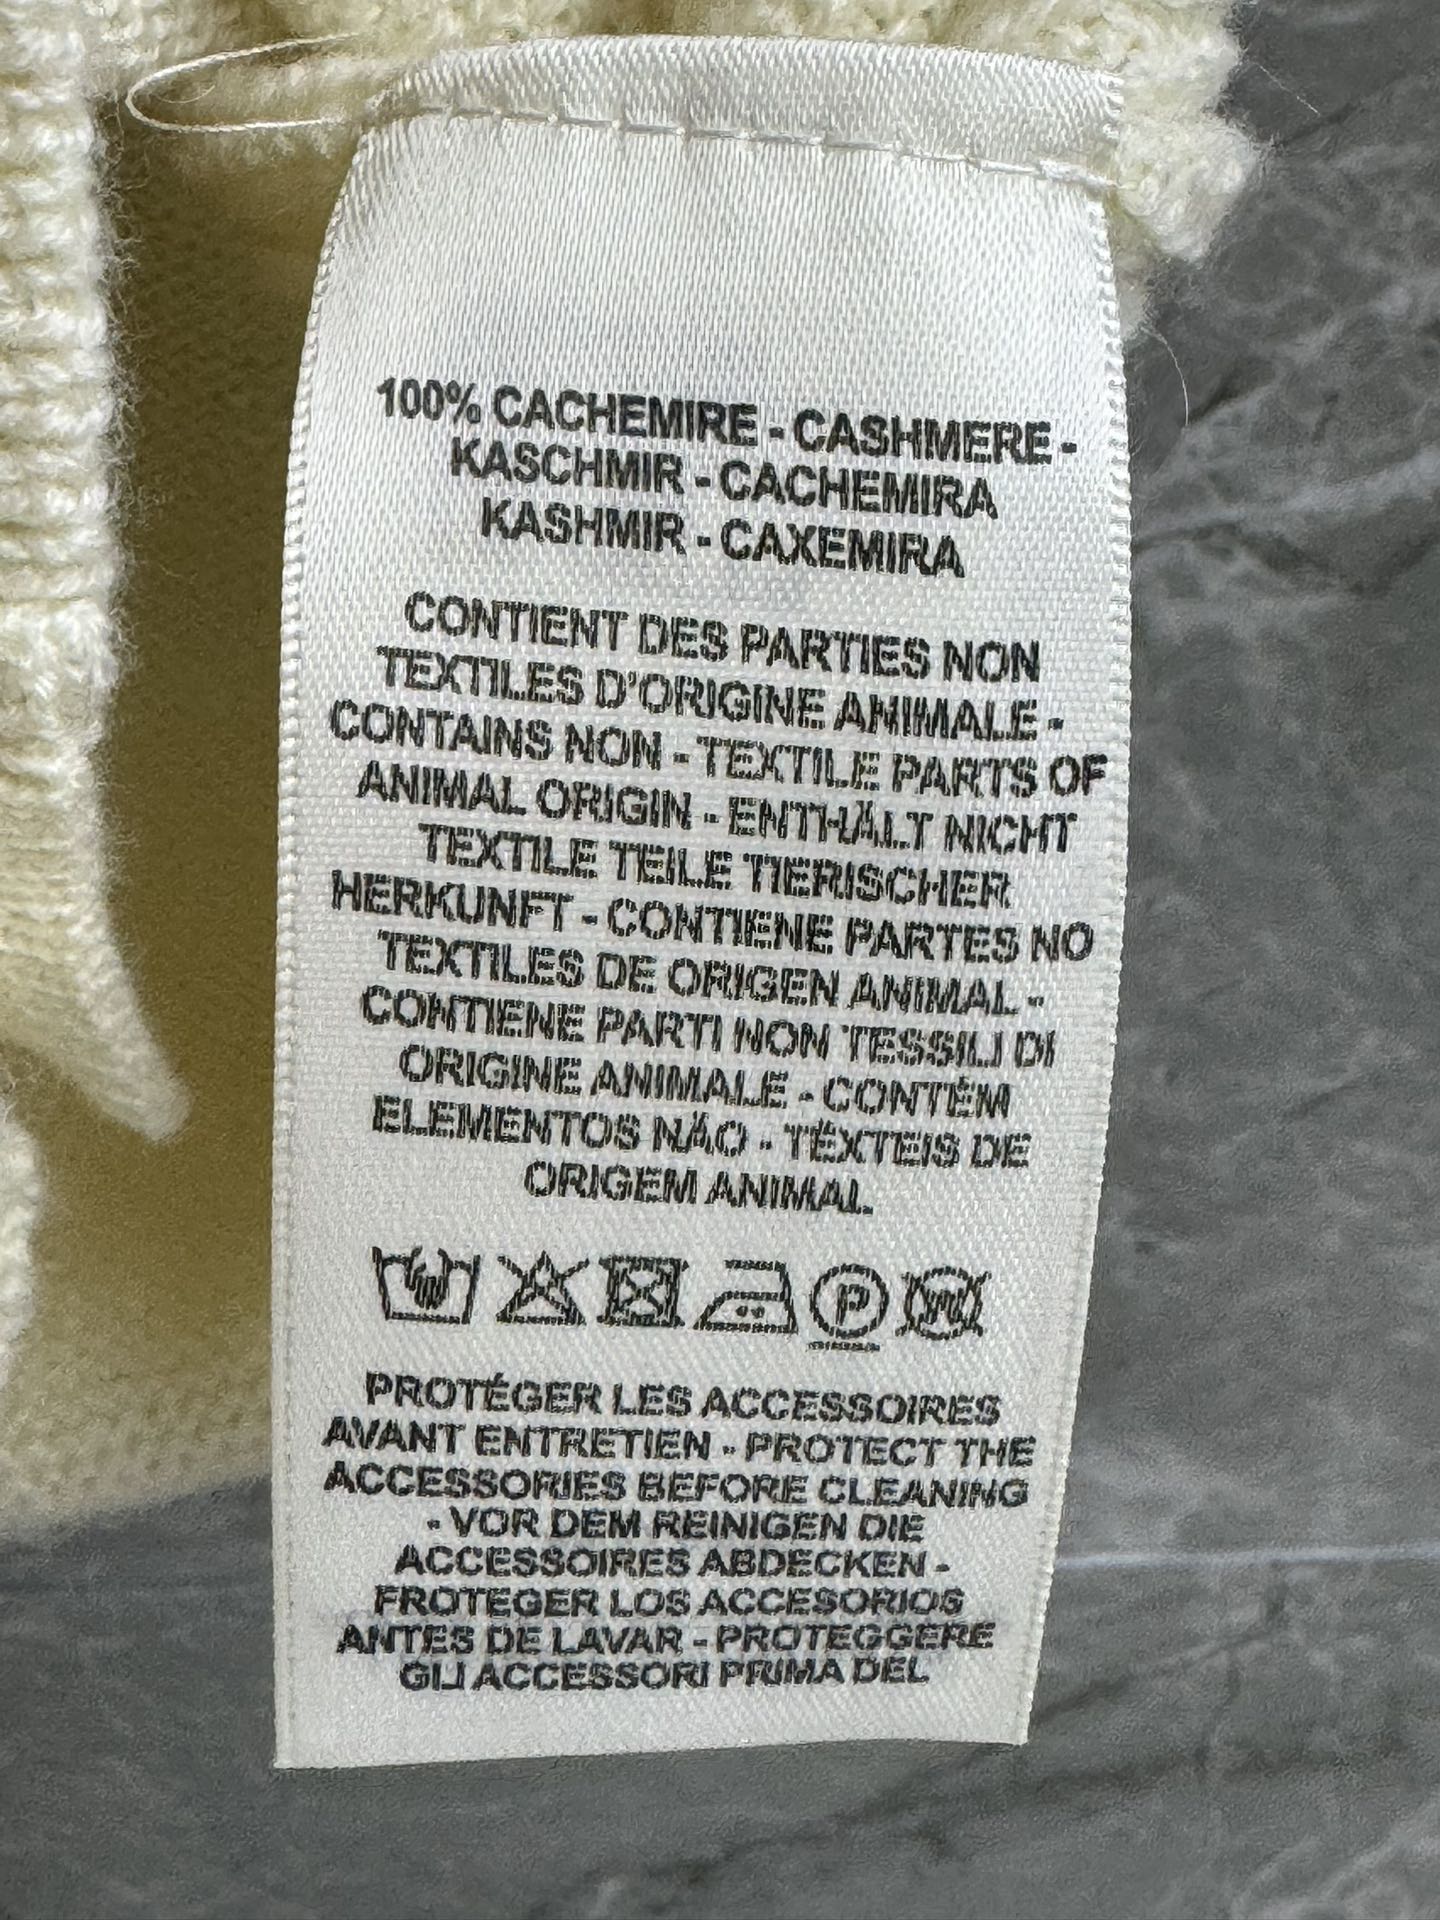 100% CACHEMIRE - CASHMERE -
KASCHMIR - CACHEMIRA
KASHMIR - CAXEMIRA
CONTIENT DES PARTIES NON
TEXTILES D'ORIGINE ANIMALE -
CONTAINS NON - TEXTILE PARTS OF
ANIMAL ORIGIN - ENTHÄLT NICHT
TEXTILE TEILE TIERISCHER
HERKUNFT - CONTIENE PARTES NO
TEXTILES DE ORIGEN ANIMAL -
CONTIENE PARTI NON TESSILI DI
ORIGINE ANIMALE - CONTÉM
ELEMENTOS NÄO - TÉXTEIS DE
ORIGEM ANIMAL
P
PROTÉGER LES ACCESSOIRES
AVANT ENTRETIEN - PROTECT THE
ACCESSORIES BEFORE CLEANING
- VOR DEM REINIGEN DIE
ACCESSOIRES ABDECKEN -
FROTEGER LOS ACCESORIOS
ANTES DE LAVAR - PROTEGGERE
GLI ACCESSORI PRIMA DEL